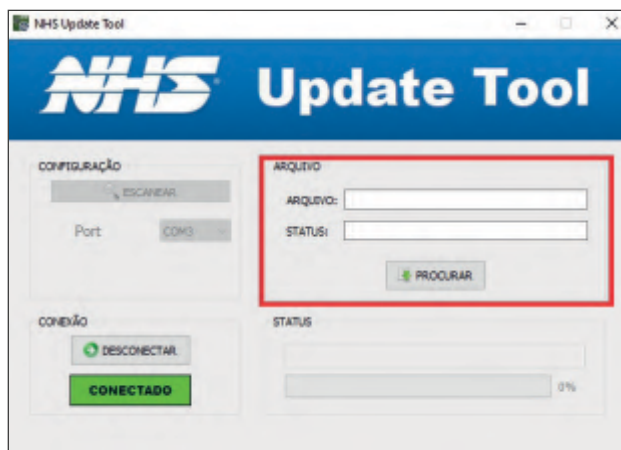 NHS Update Tool
NHS Update Tool
CONFIGURAÇÃO
ESCANEAR
Port COM3
ARQUIVO
ARQUIVO:
STATUS:
PROCURAR
CONEXÃO
DESCONECTAR
CONECTADO
STATUS
0%